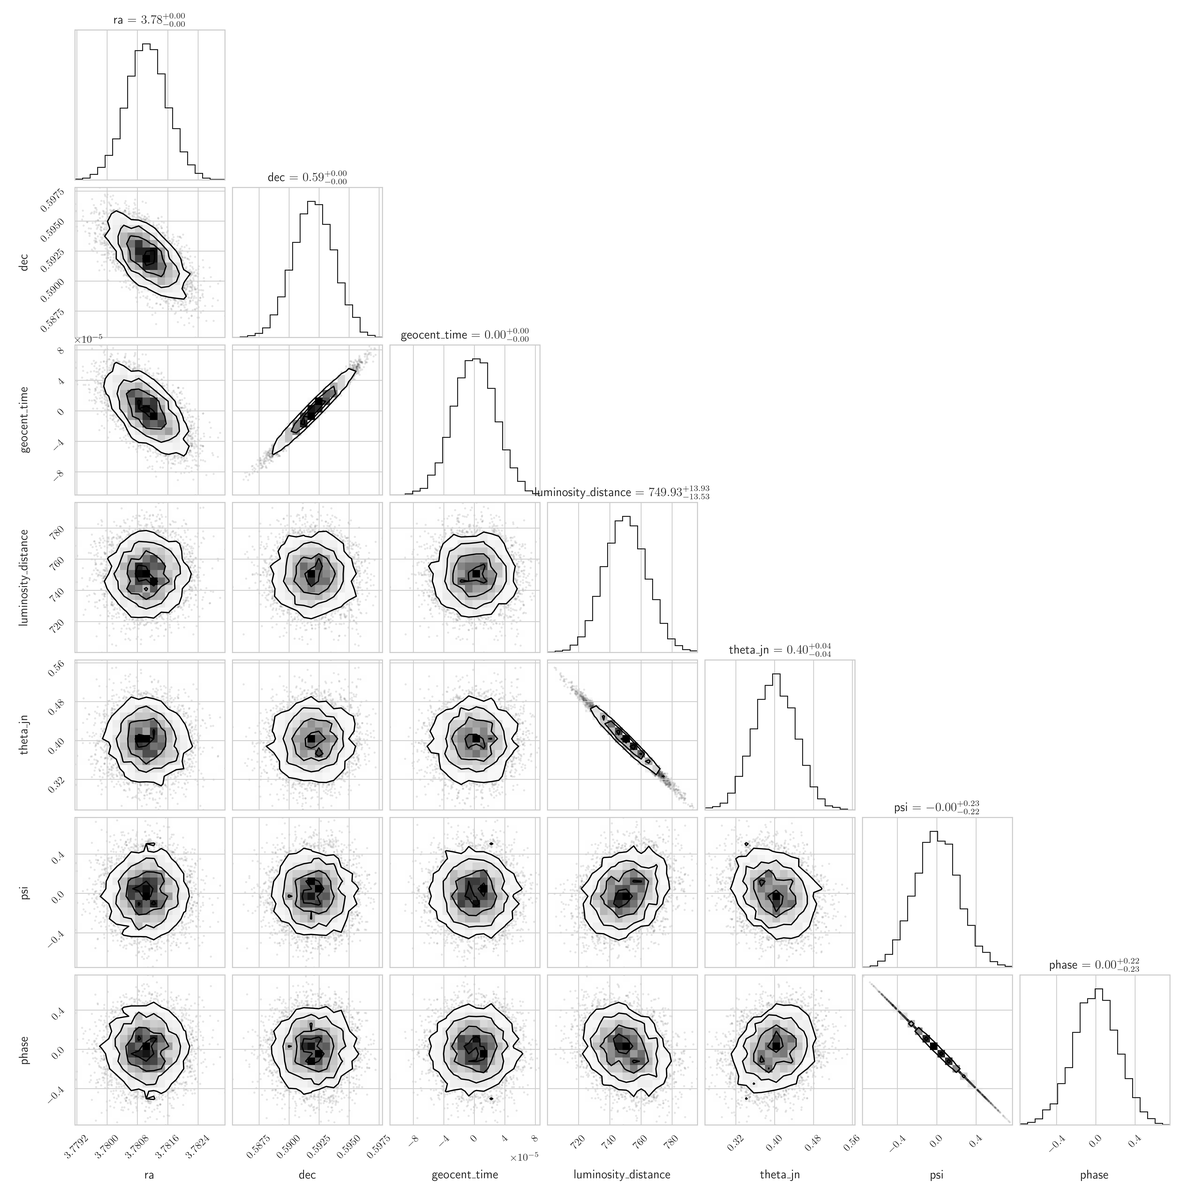 ra = 3.78+0.00−0.00
dec = 0.59+0.00−0.00
0.5975
0.5950
0.5925
0.5900
0.5875
dec
×10−5
geocent_time = 0.00+0.00−0.00
8
4
0
−4
−8
geocent_time
luminosity_distance = 749.93+13.93−13.53
780
760
740
720
luminosity_distance
theta_jn = 0.40+0.04−0.04
0.56
0.48
0.40
0.32
theta_jn
psi = −0.00+0.23−0.22
0.4
0.0
−0.4
psi
phase = 0.00+0.22−0.23
0.4
0.0
−0.4
phase
3.7792 3.7800 3.7808 3.7816 3.7824 0.5875 0.5900 0.5925 0.5950 0.5975 −8 −4 0 4 8 720 740 760 780 0.32 0.40 0.48 0.56 −0.4 0.0 0.4 −0.4 0.0 0.4
×10−5
ra dec geocent_time luminosity_distance theta_jn psi phase